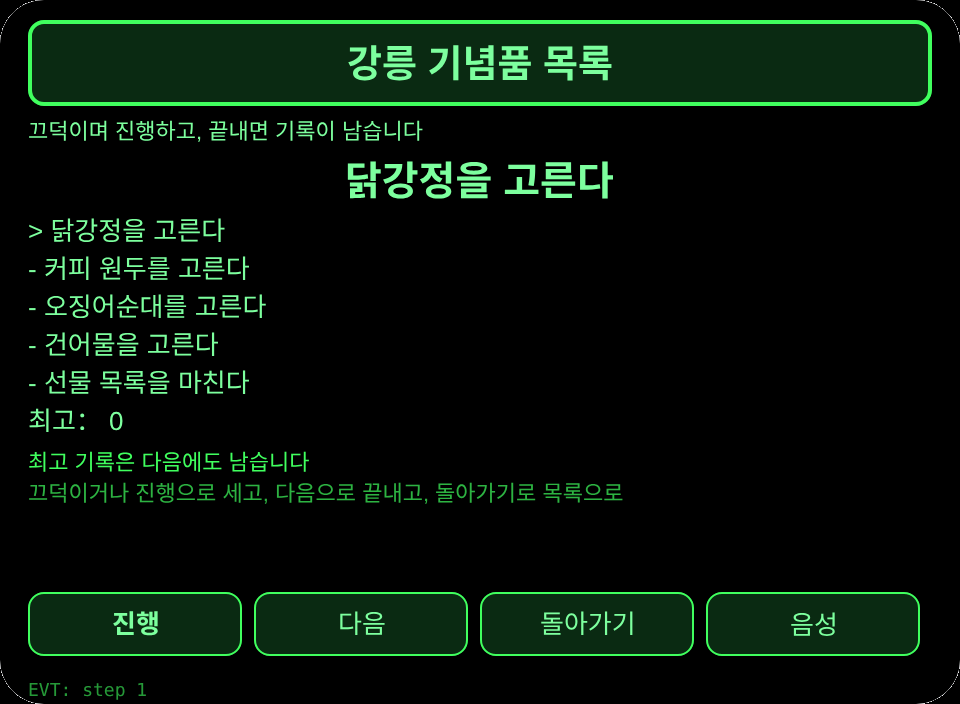 강릉 기념품 목록
끄덕이며 진행하고, 끝내면 기록이 남습니다
닭강정을 고른다
> 닭강정을 고른다
- 커피 원두를 고른다
- 오징어순대를 고른다
- 건어물을 고른다
- 선물 목록을 마친다
최고: 0
최고 기록은 다음에도 남습니다
끄덕이거나 진행으로 세고, 다음으로 끝내고, 돌아가기로 목록으로
진행 다음 돌아가기 음성
EVT: step 1